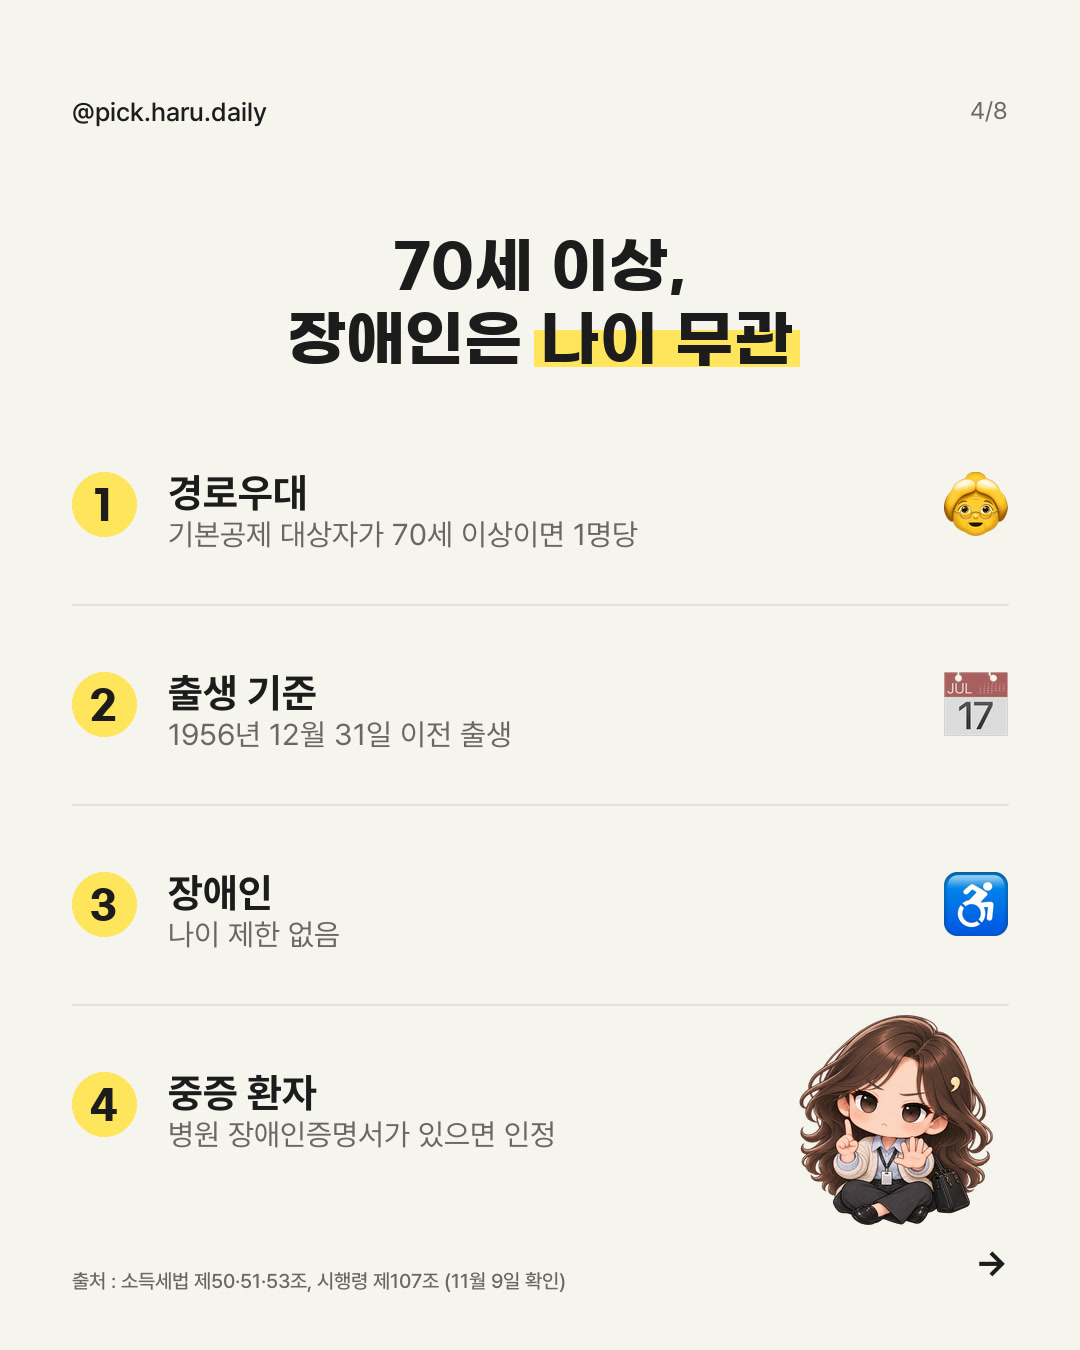 @pick.haru.daily
4/8
70세 이상,
장애인은 나이 무관
1
경로우대
기본공제 대상자가 70세 이상이면 1명당
2
출생 기준
1956년 12월 31일 이전 출생
JUL
17
3
장애인
나이 제한 없음
4
중증 환자
병원 장애인증명서가 있으면 인정
출처 : 소득세법 제50·51·53조, 시행령 제107조 (11월 9일 확인)
→